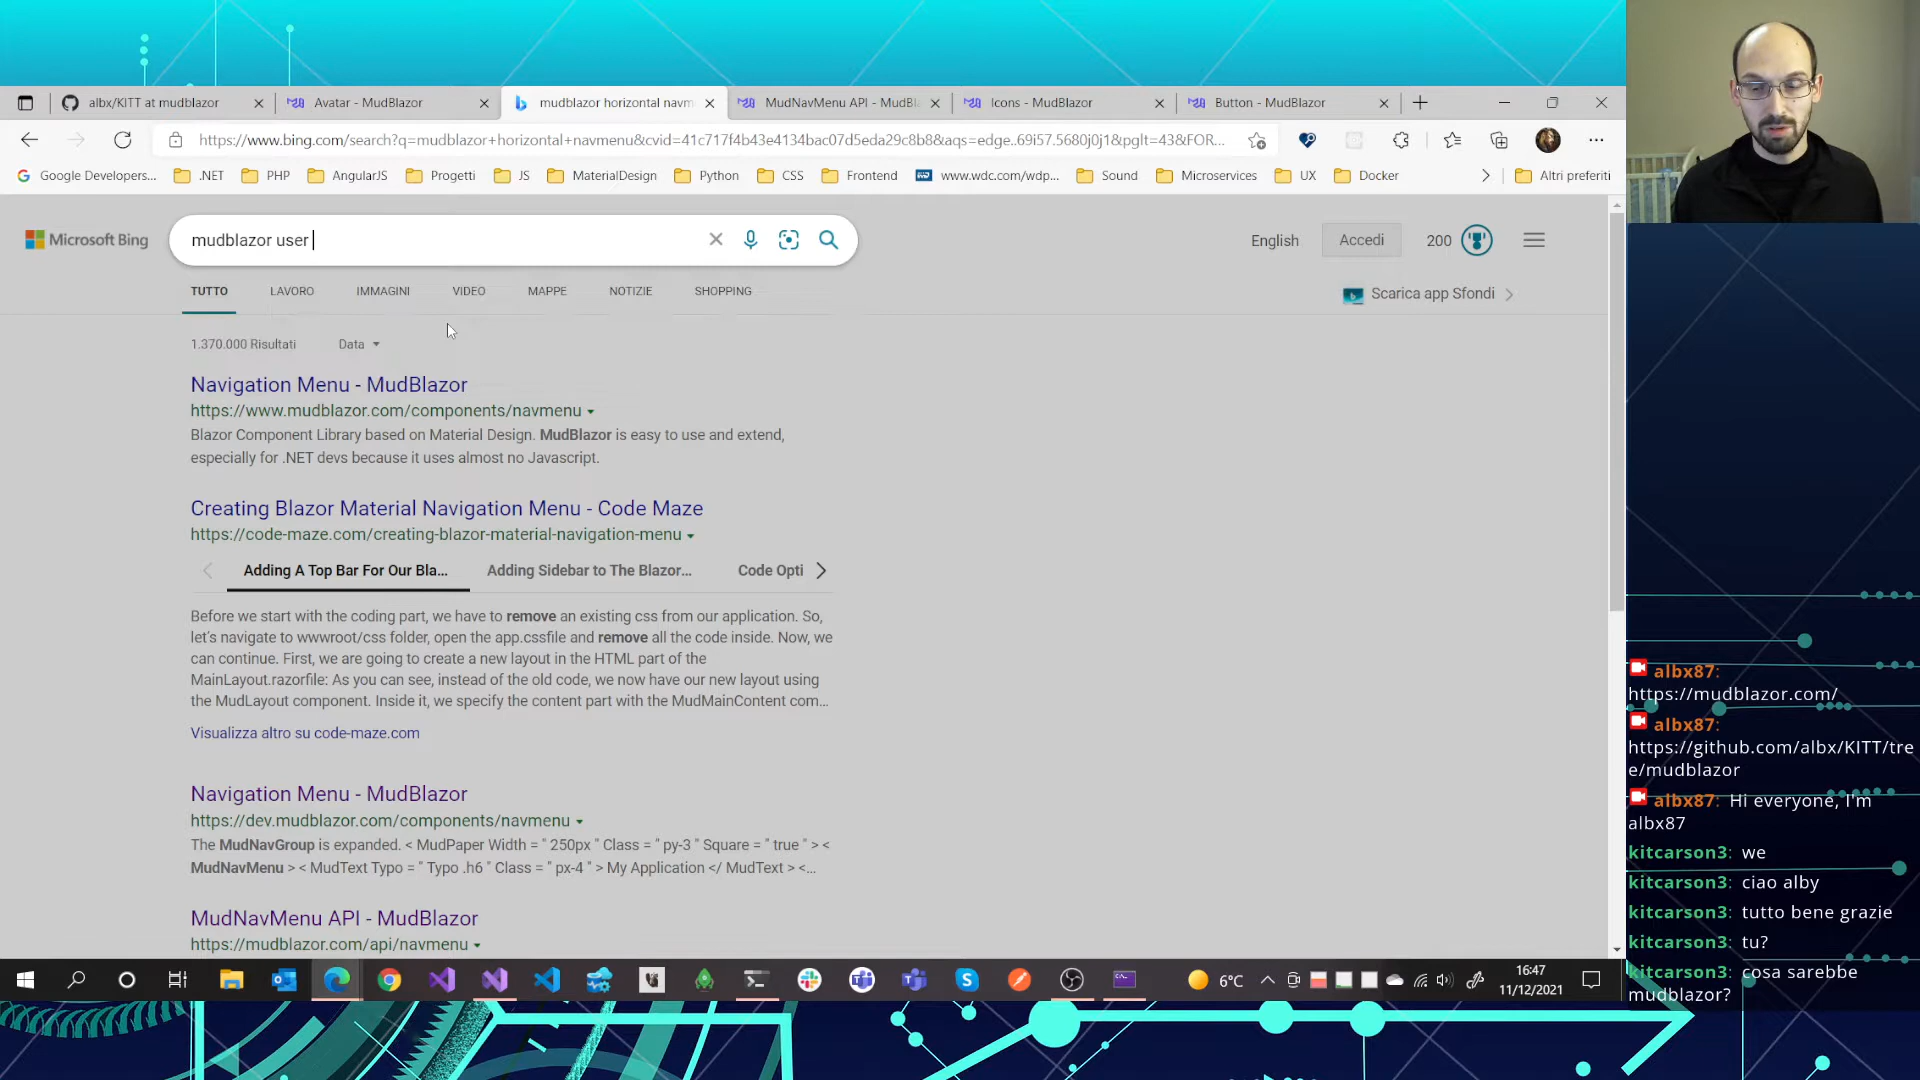 albx/KITT at mudblazor
Avatar - MudBlazor
mudblazor horizontal navm
MudNavMenu API - MudBl
Icons - MudBlazor
Button - MudBlazor
https://www.bing.com/search?q=mudblazor+horizontal+navmenu&cvid=41c717f4b43e4134bac07d5eda29c8b8&aqs=edge..69i57.5680j0j1&pglt=43&FOR...
Google Developers...
.NET
PHP
AngularJS
Progetti
JS
MaterialDesign
Python
CSS
Frontend
www.wdc.com/wdp...
Sound
Microservices
UX
Docker
Altri preferiti
Microsoft Bing
mudblazor user
English
Accedi
200
TUTTO
LAVORO
IMMAGINI
VIDEO
MAPPE
NOTIZIE
SHOPPING
Scarica app Sfondi
1.370.000 Risultati
Data
Navigation Menu - MudBlazor
https://www.mudblazor.com/components/navmenu
Blazor Component Library based on Material Design. MudBlazor is easy to use and extend,
especially for .NET devs because it uses almost no Javascript.
Creating Blazor Material Navigation Menu - Code Maze
https://code-maze.com/creating-blazor-material-navigation-menu
Adding A Top Bar For Our Bla...
Adding Sidebar to The Blazor...
Code Opti
Before we start with the coding part, we have to remove an existing css from our application. So,
let's navigate to wwwroot/css folder, open the app.cssfile and remove all the code inside. Now, we
can continue. First, we are going to create a new layout in the HTML part of the
MainLayout.razorfile: As you can see, instead of the old code, we now have our new layout using
the MudLayout component. Inside it, we specify the content part with the MudMainContent com...
Visualizza altro su code-maze.com
Navigation Menu - MudBlazor
https://dev.mudblazor.com/components/navmenu
The MudNavGroup is expanded. < MudPaper Width = " 250px " Class = " py-3 " Square = " true " > <
MudNavMenu > < MudText Typo = " Typo .h6 " Class = " px-4 " > My Application </ MudText > <...
MudNavMenu API - MudBlazor
https://mudblazor.com/api/navmenu
6°C
16:47
11/12/2021
albx87:
https://mudblazor.com/
albx87:
https://github.com/albx/KITT/tre
e/mudblazor
albx87: Hi everyone, I'm
albx87
kitcarson3: we
kitcarson3: ciao alby
kitcarson3: tutto bene grazie
kitcarson3: tu?
kitcarson3: cosa sarebbe
mudblazor?